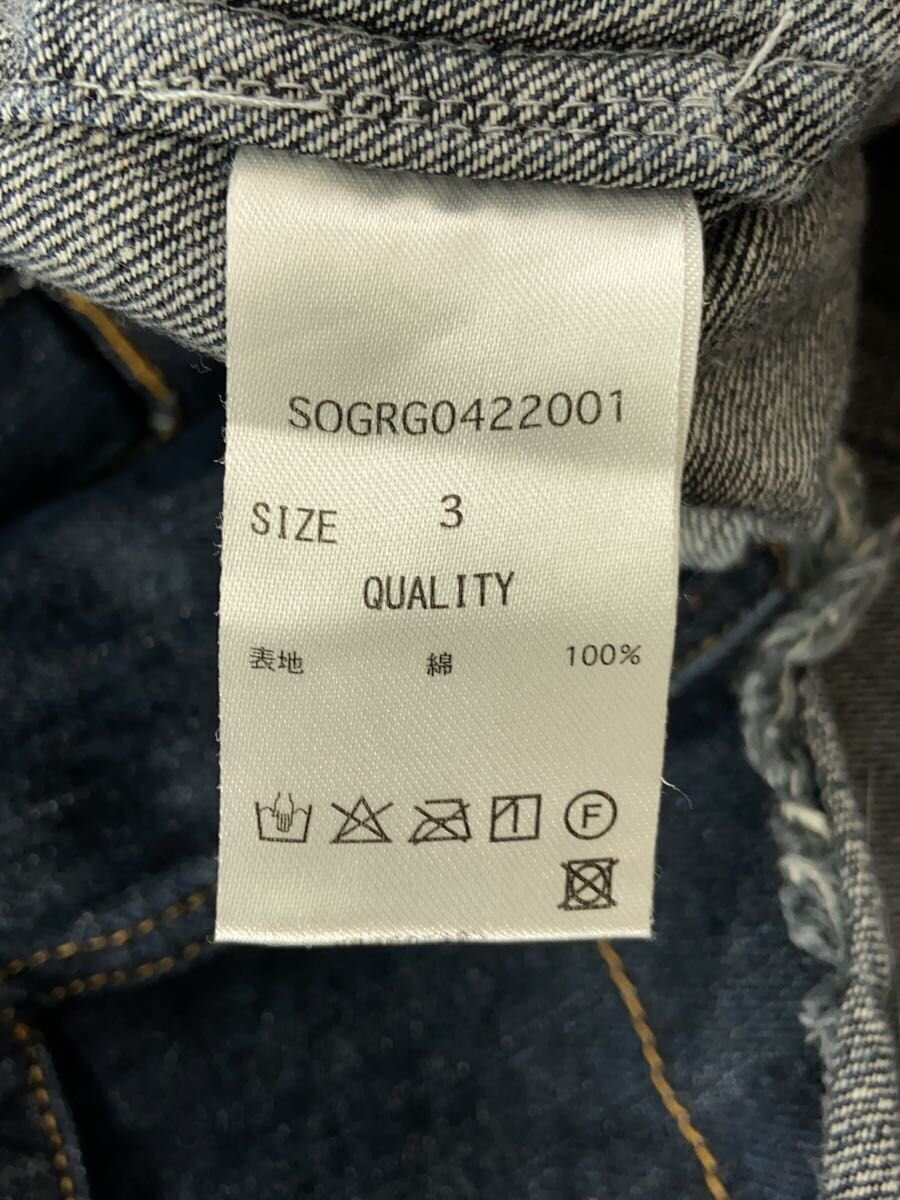 SOGRG0422001
SIZE 3
QUALITY
表地 綿 100%
F